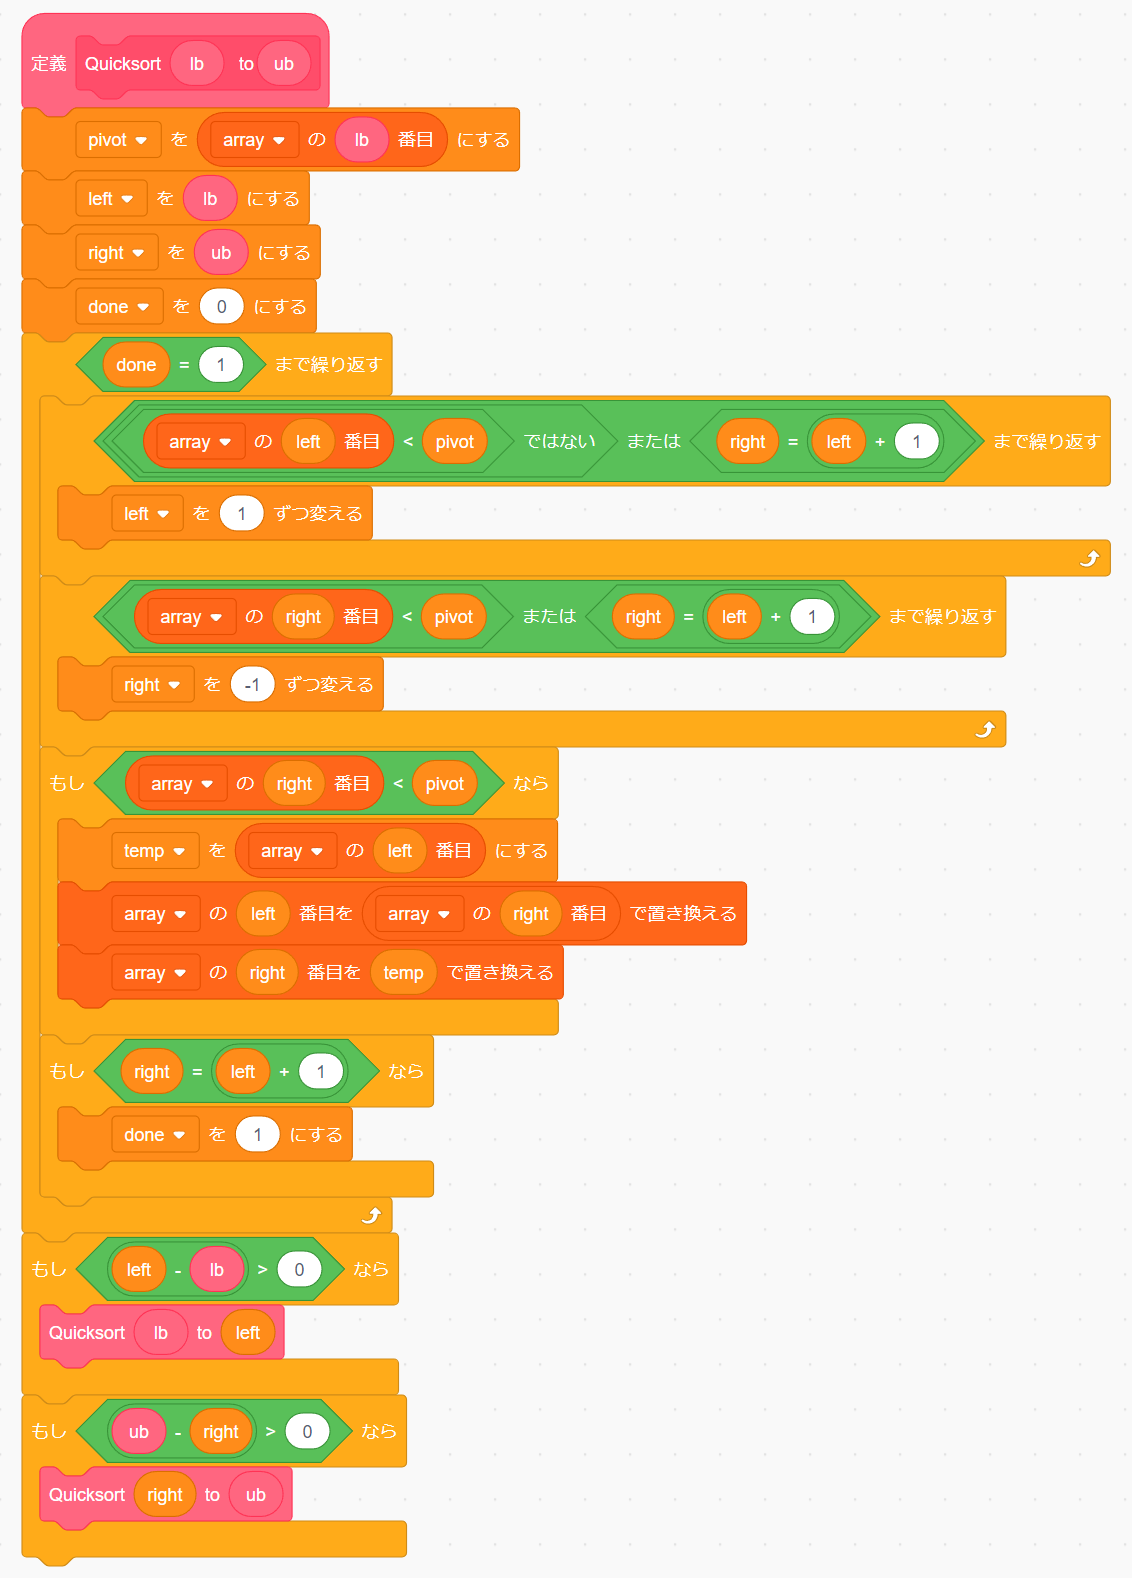 定義 Quicksort lb to ub
pivot を array の lb 番目 にする
left を lb にする
right を ub にする
done を 0 にする
done = 1 まで繰り返す
array の left 番目 < pivot ではない または right = left + 1 まで繰り返す
left を 1 ずつ変える
array の right 番目 < pivot または right = left + 1 まで繰り返す
right を -1 ずつ変える
もし array の right 番目 < pivot なら
temp を array の left 番目 にする
array の left 番目を array の right 番目 で置き換える
array の right 番目を temp で置き換える
もし right = left + 1 なら
done を 1 にする
もし left - lb > 0 なら
Quicksort lb to left
もし ub - right > 0 なら
Quicksort right to ub